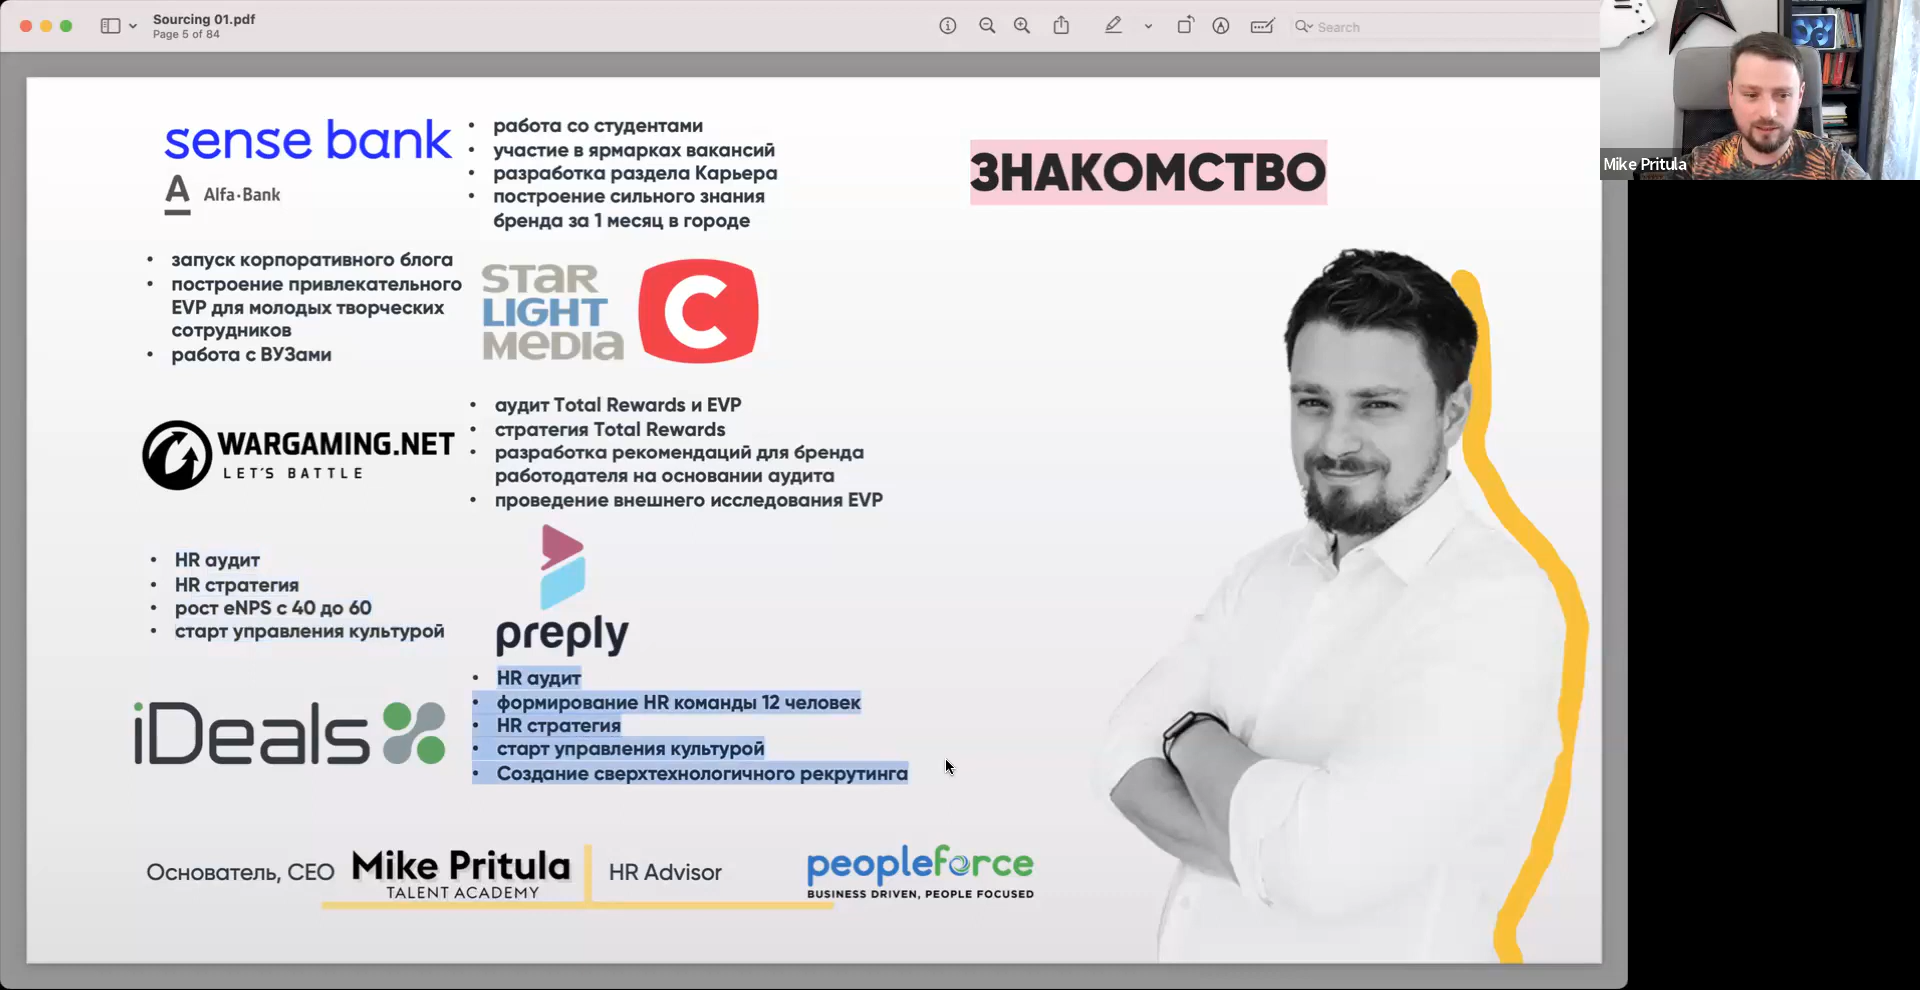 Sourcing 01.pdf
Page 5 of 84
Search
Mike Pritula
sense bank
A Alfa·Bank
• работа со студентами
• участие в ярмарках вакансий
• разработка раздела Карьера
• построение сильного знания
бренда за 1 месяц в городе
ЗНАКОМСТВО
• запуск корпоративного блога
• построение привлекательного
EVP для молодых творческих
сотрудников
• работа с ВУЗами
STAR
LIGHT
MEDIA
C
WARGAMING.NET
LET'S BATTLE
• аудит Total Rewards и EVP
• стратегия Total Rewards
• разработка рекомендаций для бренда
работодателя на основании аудита
• проведение внешнего исследования EVP
• HR аудит
• HR стратегия
• рост eNPS с 40 до 60
• старт управления культурой
preply
iDeals
• HR аудит
• формирование HR команды 12 человек
• HR стратегия
• старт управления культурой
• Создание сверхтехнологичного рекрутинга
Основатель, CEO
Mike Pritula
TALENT ACADEMY
HR Advisor
peopleforce
BUSINESS DRIVEN, PEOPLE FOCUSED